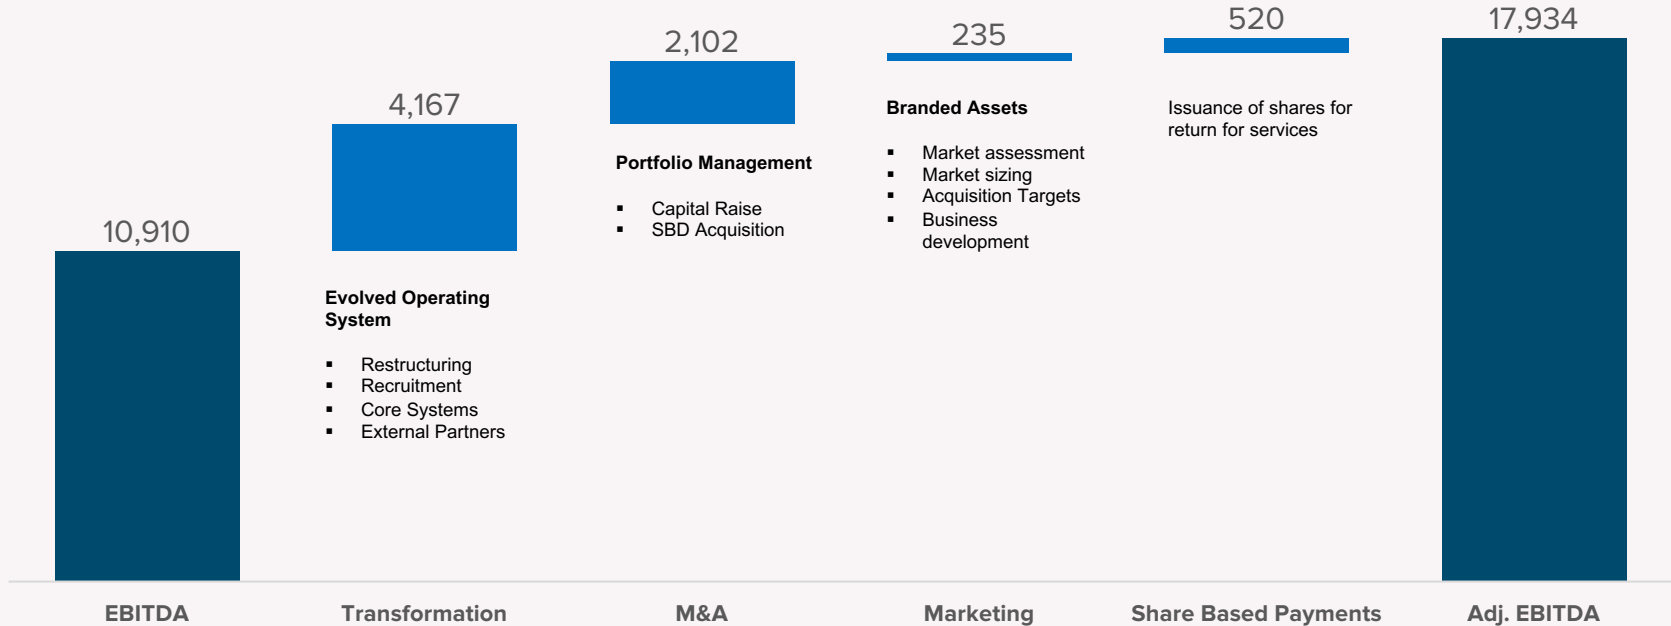 10,910
4,167
Evolved Operating
System
▪ Restructuring
▪ Recruitment
▪ Core Systems
▪ External Partners
2,102
Portfolio Management
▪ Capital Raise
▪ SBD Acquisition
235
Branded Assets
▪ Market assessment
▪ Market sizing
▪ Acquisition Targets
▪ Business
development
520
Issuance of shares for
return for services
17,934
EBITDA
Transformation
M&A
Marketing
Share Based Payments
Adj. EBITDA